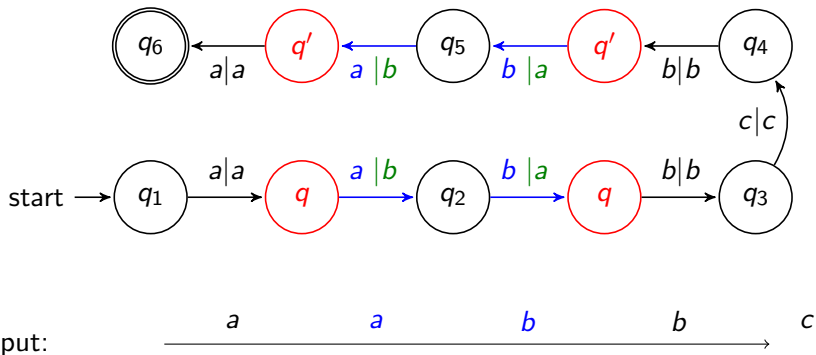 q6 q′ q5 q′ q4
a|a a|b b|a b|b
c|c
a|a a|b b|a b|b
start q1 q q2 q q3
a a b b c
put: